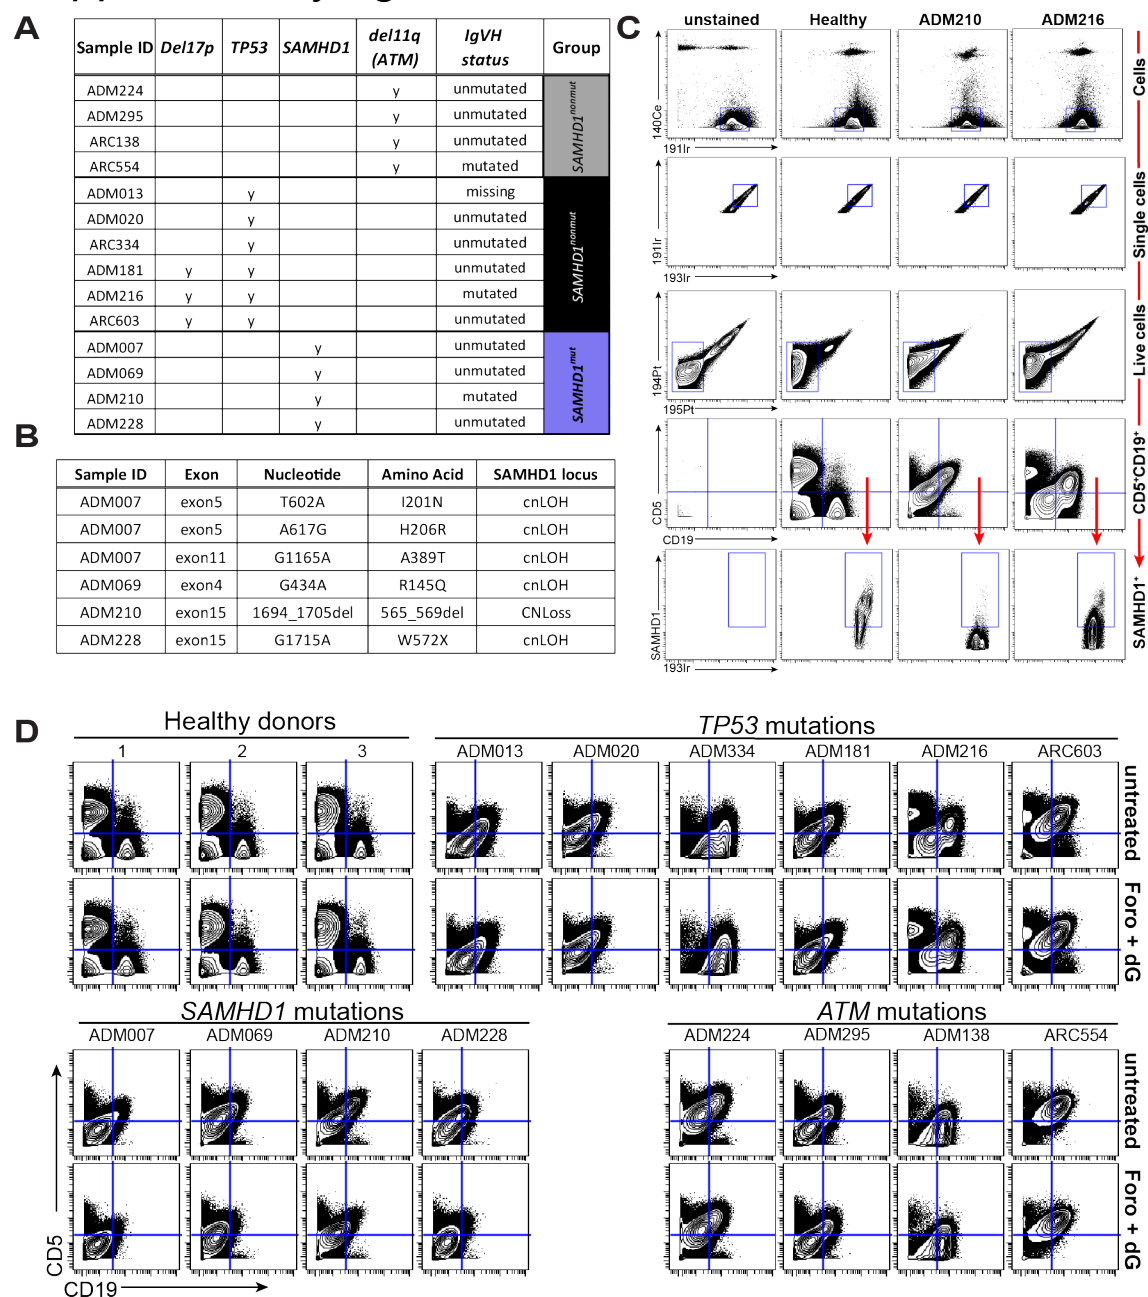 A
Sample ID Del17p TP53 SAMHD1 del11q (ATM) IgVH status Group
ADM224 y unmutated
ADM295 y unmutated
ARC138 y unmutated
ARC554 y mutated
SAMHD1nonmut
ADM013 y missing
ADM020 y unmutated
ARC334 y unmutated
ADM181 y y unmutated
ADM216 y y mutated
ARC603 y y unmutated
SAMHD1nonmut
ADM007 y unmutated
ADM069 y unmutated
ADM210 y mutated
ADM228 y unmutated
SAMHD1mut
B
Sample ID Exon Nucleotide Amino Acid SAMHD1 locus
ADM007 exon5 T602A I201N cnLOH
ADM007 exon5 A617G H206R cnLOH
ADM007 exon11 G1165A A389T cnLOH
ADM069 exon4 G434A R145Q cnLOH
ADM210 exon15 1694_1705del 565_569del CNLoss
ADM228 exon15 G1715A W572X cnLOH
C
unstained Healthy ADM210 ADM216
140Ce
191Ir
Cells
191Ir
193Ir
Single cells
194Pt
195Pt
Live cells
CD5
CD19
CD5+CD19+
SAMHD1
193Ir
SAMHD1+
D
Healthy donors
1 2 3
TP53 mutations
ADM013 ADM020 ADM334 ADM181 ADM216 ARC603
untreated
Foro + dG
SAMHD1 mutations
ADM007 ADM069 ADM210 ADM228
ATM mutations
ADM224 ADM295 ADM138 ARC554
untreated
Foro + dG
CD5
CD19